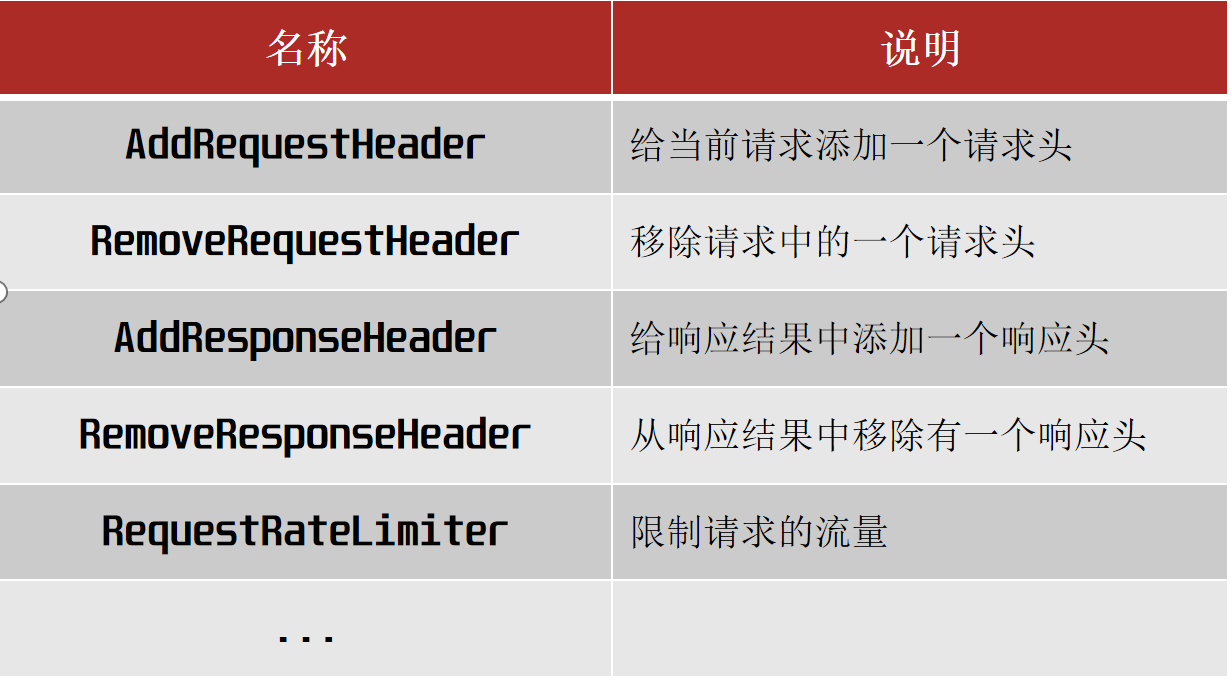 名称 说明
AddRequestHeader 给当前请求添加一个请求头
RemoveRequestHeader 移除请求中的一个请求头
AddResponseHeader 给响应结果中添加一个响应头
RemoveResponseHeader 从响应结果中移除有一个响应头
RequestRateLimiter 限制请求的流量
...